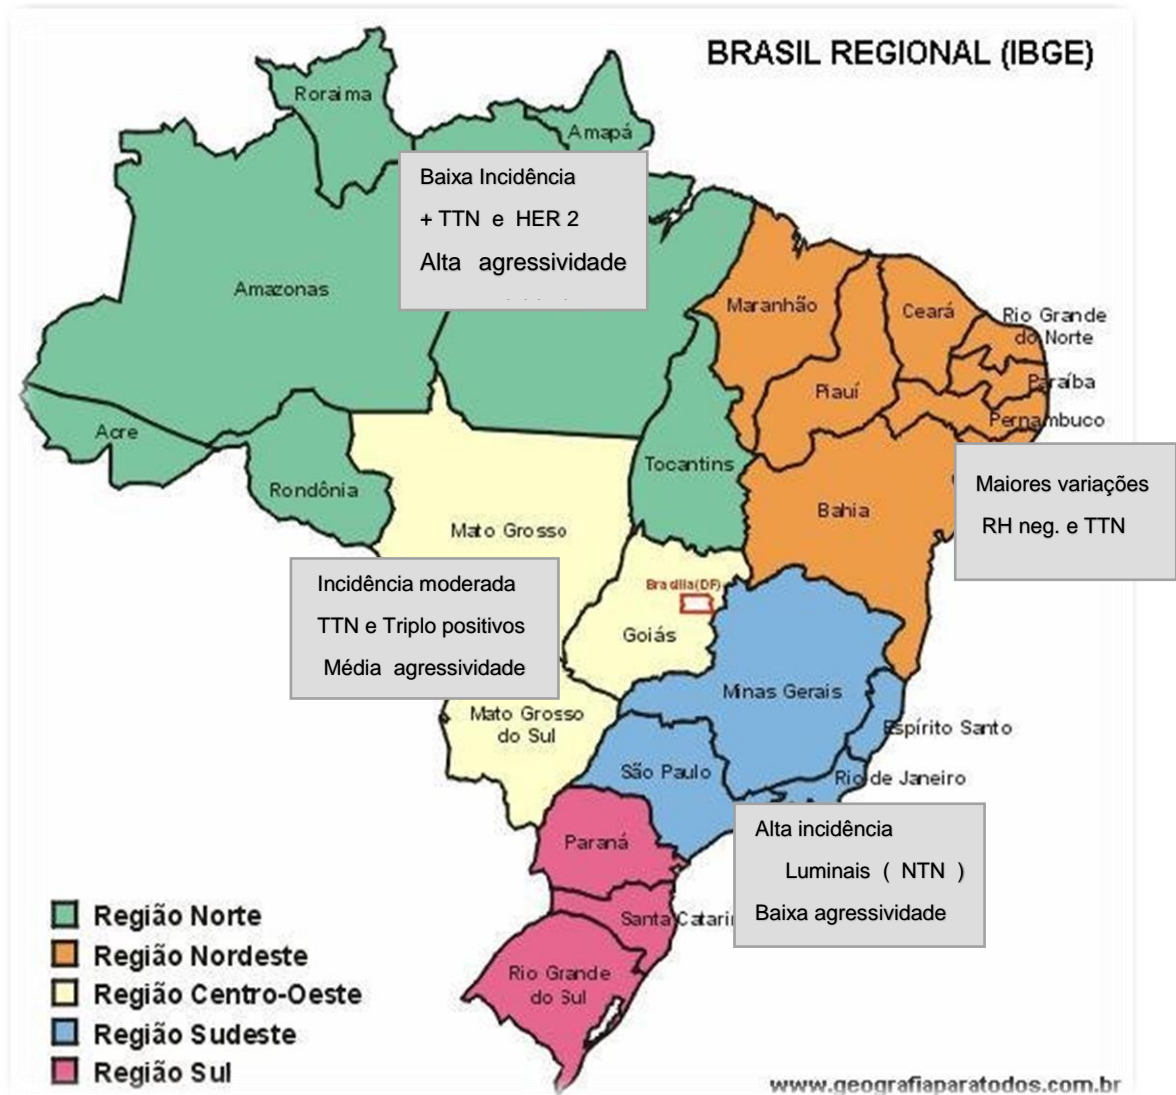 BRASIL REGIONAL (IBGE)
Roraima
Amapá
Baixa Incidência
+ TTN e HER 2
Alta agressividade
Amazonas
Maranhão
Ceará
Rio Grande
do Norte
Piauí
Paraíba
Pernambuco
Acre
Rondônia
Tocantins
Mato Grosso
Bahia
Maiores variações
RH neg. e TTN
Incidência moderada
TTN e Triplo positivos
Média agressividade
Brasília(DF)
Goiás
Minas Gerais
Mato Grosso
do Sul
Espírito Santo
São Paulo
Rio de Janeiro
Alta incidência
Luminais ( NTN )
Baixa agressividade
Paraná
Santa Catari
Rio Grande
do Sul
Região Norte
Região Nordeste
Região Centro-Oeste
Região Sudeste
Região Sul
www.geografiaparatodos.com.br